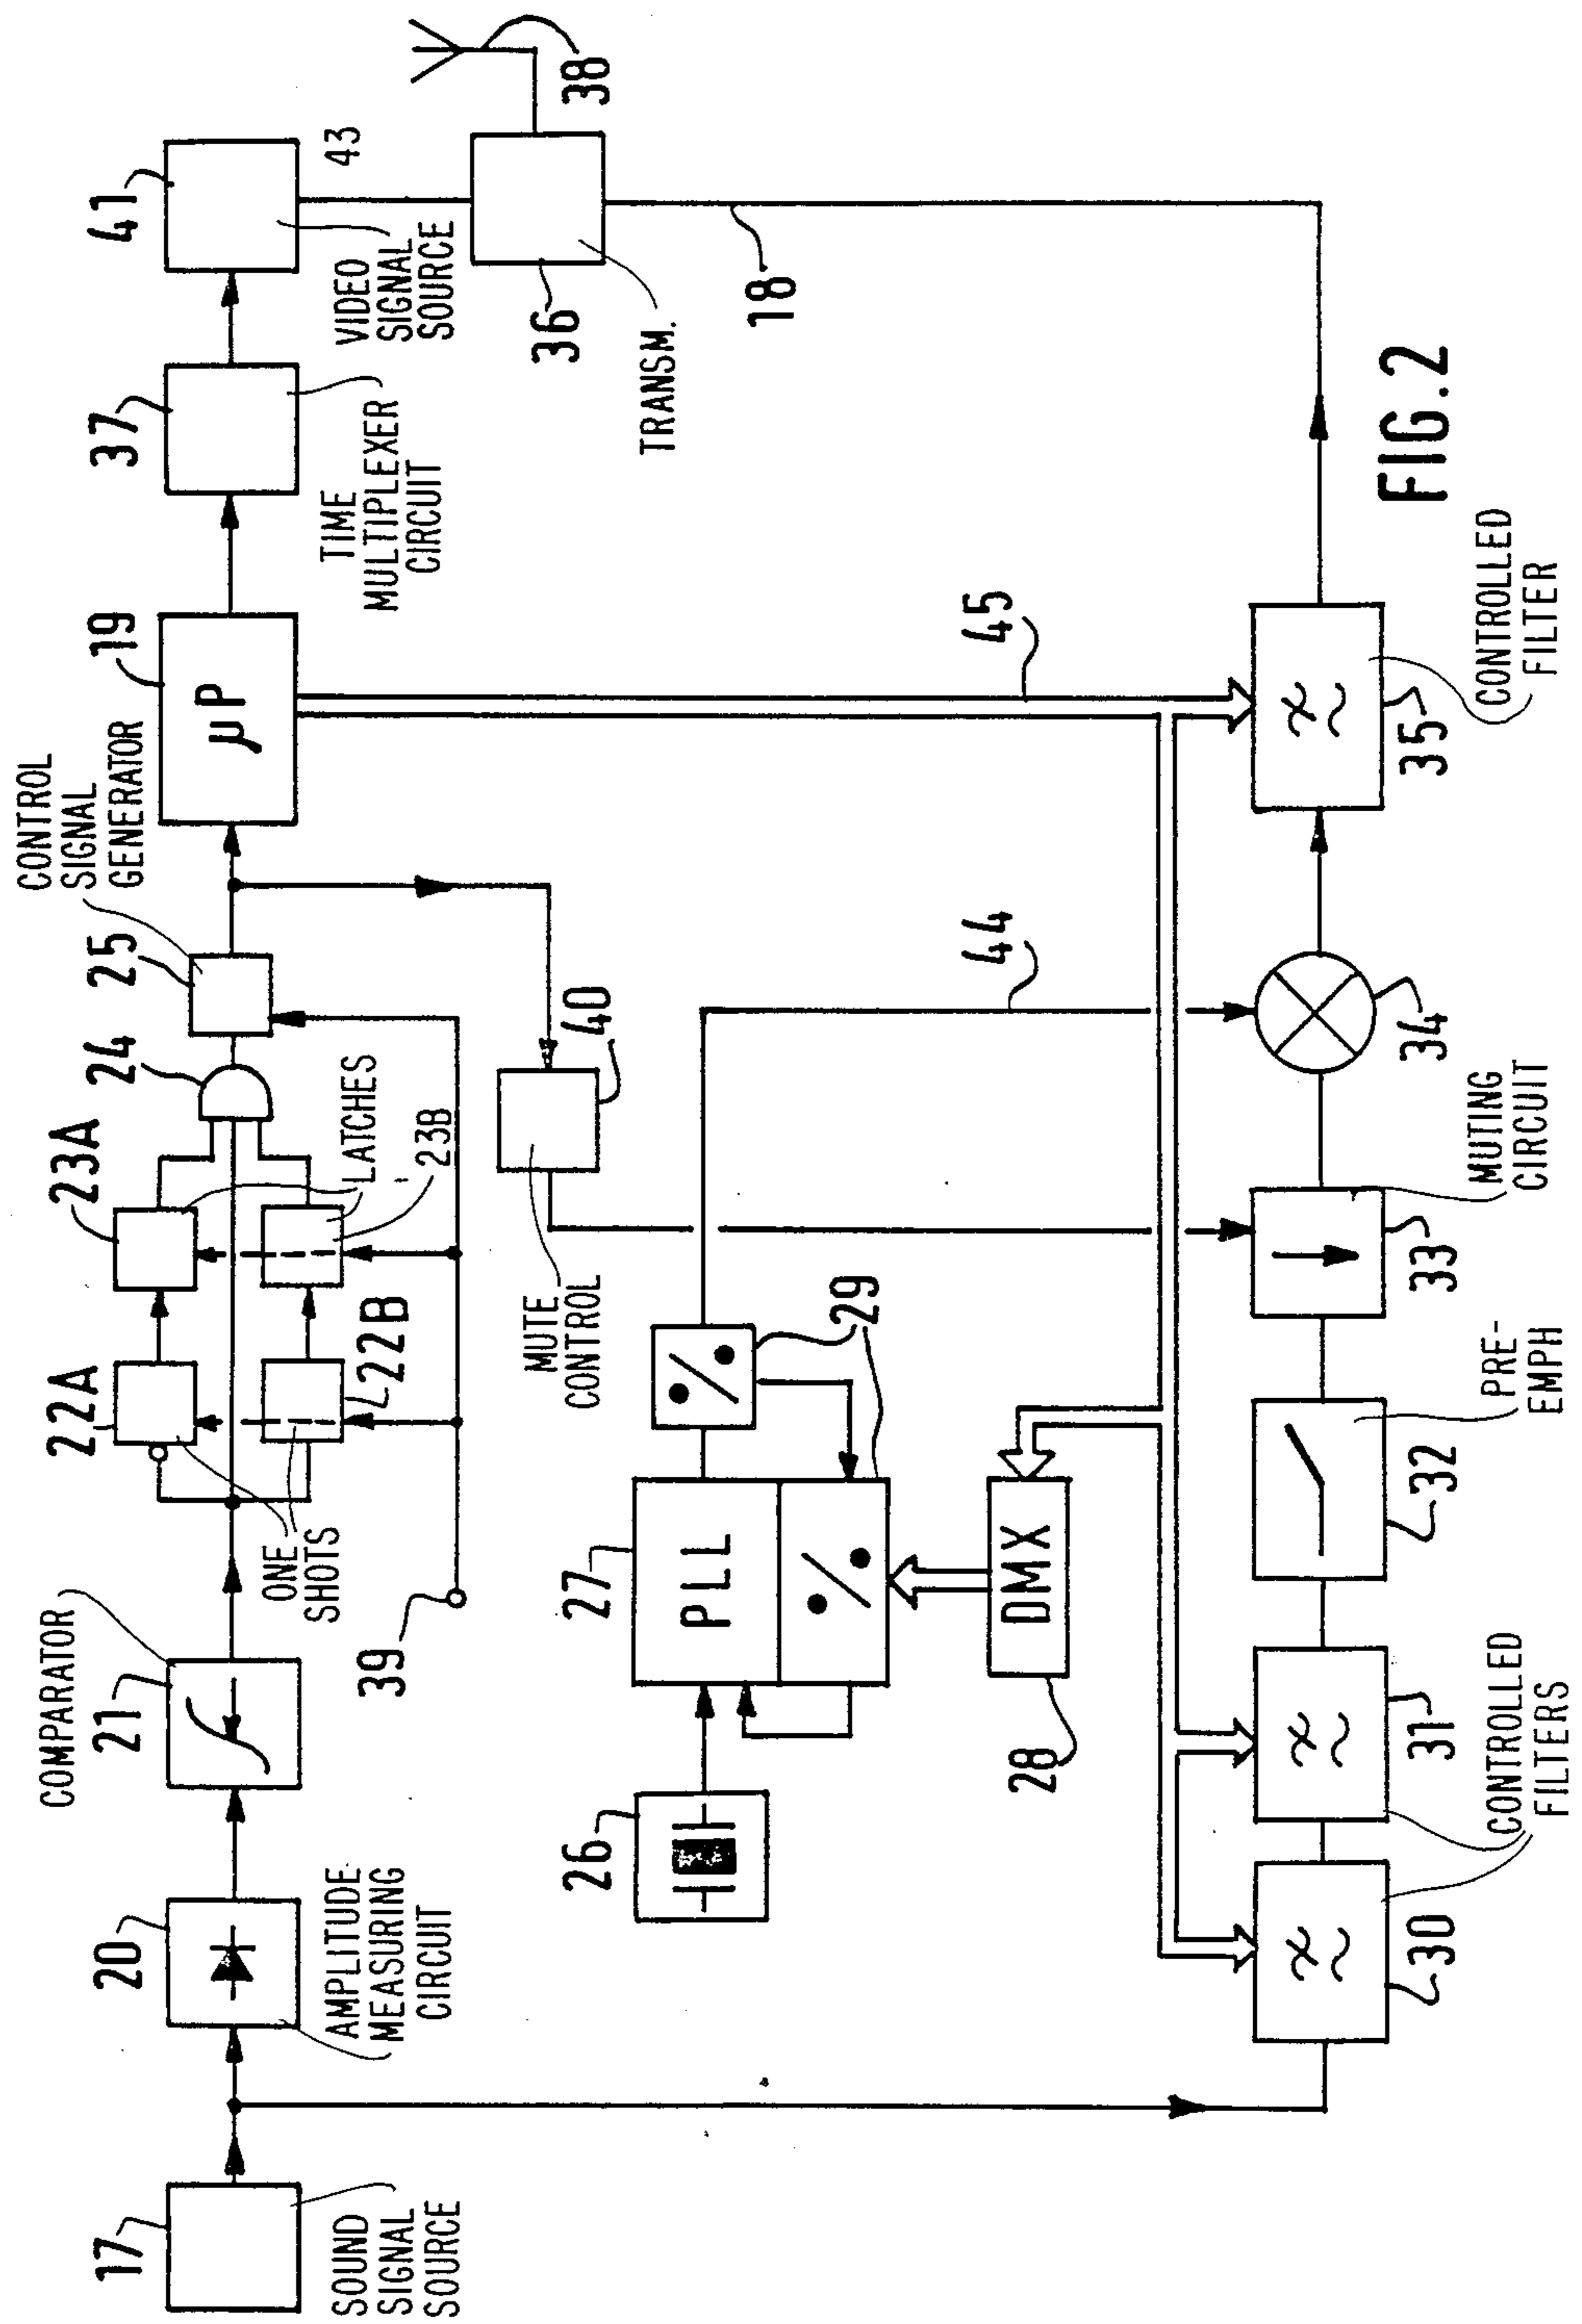 17
SOUND
SIGNAL
SOURCE
20
AMPLITUDE
MEASURING
CIRCUIT
COMPARATOR
21
ONE
SHOTS
39
22A
22B
23A
LATCHES
23B
24
25
CONTROL
SIGNAL
GENERATOR
19
µP
37
TIME
MULTIPLEXER
CIRCUIT
41
VIDEO
SIGNAL
SOURCE
43
36
TRANSM.
38
18
MUTE
CONTROL
40
26
27
PLL
29
DMX
28
44
45
30
31
CONTROLLED
FILTERS
32
PRE-
EMPH
33
MUTING
CIRCUIT
34
35
CONTROLLED
FILTER
FIG.2